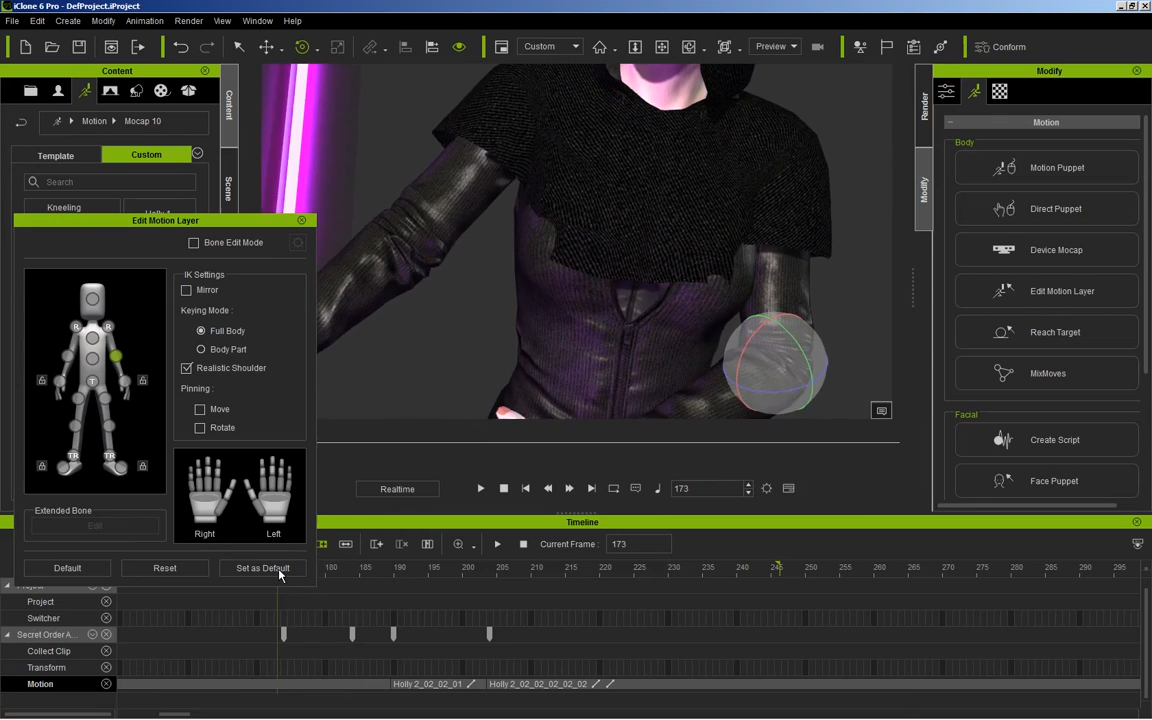 iClone 6 Pro - DefProject.iProject
File Edit Create Modify Animation Render View Window Help
Custom Preview Conform
Content
Motion Mocap 10
Template Custom
Search
Kneeling
Content
Scene
Edit Motion Layer
Bone Edit Mode
IK Settings
Mirror
Keying Mode :
Full Body
Body Part
Realistic Shoulder
Pinning :
Move
Rotate
R R
T
TR TR
Extended Bone
Edit
Right Left
Default Reset Set as Default
Render
Modify
Modify
Motion
Body
Motion Puppet
Direct Puppet
Device Mocap
Edit Motion Layer
Reach Target
MixMoves
Facial
Create Script
Face Puppet
Realtime 173
Timeline
Current Frame : 173
180 185 190 195 200 205 210 215 220 225 230 235 240 245 250 255 260 265 270 275 280 285 290 295
Project
Project
Switcher
Secret Order A...
Collect Clip
Transform
Motion Holly 2_02_02_01 Holly 2_02_02_02_02_02